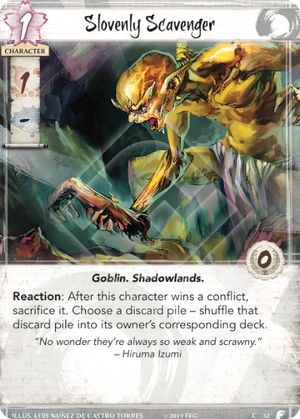 1
Slovenly Scavenger
CHARACTER
1
-
0
Goblin. Shadowlands.
Reaction: After this character wins a conflict,
sacrifice it. Choose a discard pile – shuffle that
discard pile into its owner's corresponding deck.
"No wonder they're always so weak and scrawny."
– Hiruma Izumi
ILLUS. LUIS NUÑEZ DE CASTRO TORRES © 2019 FFG C 32